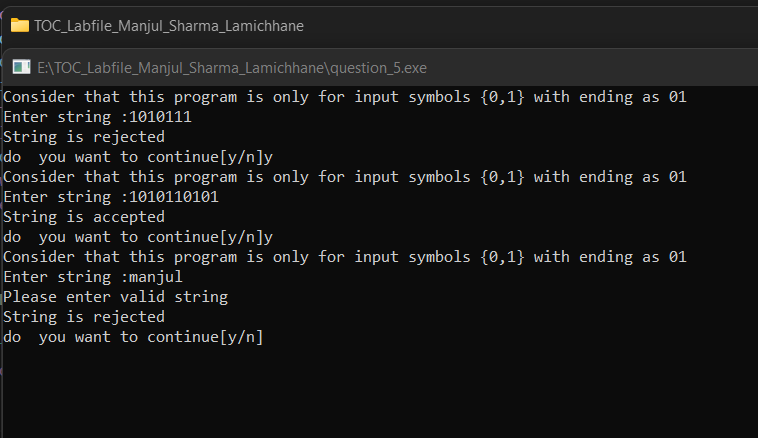 TOC_Labfile_Manjul_Sharma_Lamichhane
E:\TOC_Labfile_Manjul_Sharma_Lamichhane\question_5.exe
Consider that this program is only for input symbols {0,1} with ending as 01
Enter string :1010111
String is rejected
do  you want to continue[y/n]y
Consider that this program is only for input symbols {0,1} with ending as 01
Enter string :1010110101
String is accepted
do  you want to continue[y/n]y
Consider that this program is only for input symbols {0,1} with ending as 01
Enter string :manjul
Please enter valid string
String is rejected
do  you want to continue[y/n]